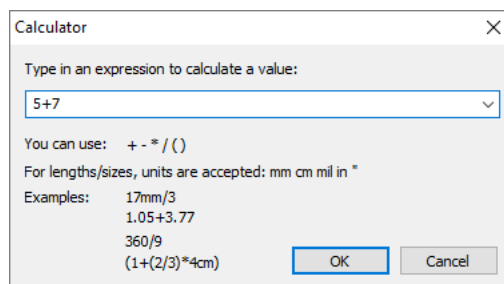 Calculator
Type in an expression to calculate a value:
5+7
You can use: + - * / ( )
For lengths/sizes, units are accepted: mm cm mil in "
Examples: 17mm/3
1.05+3.77
360/9
(1+(2/3)*4cm)
OK Cancel